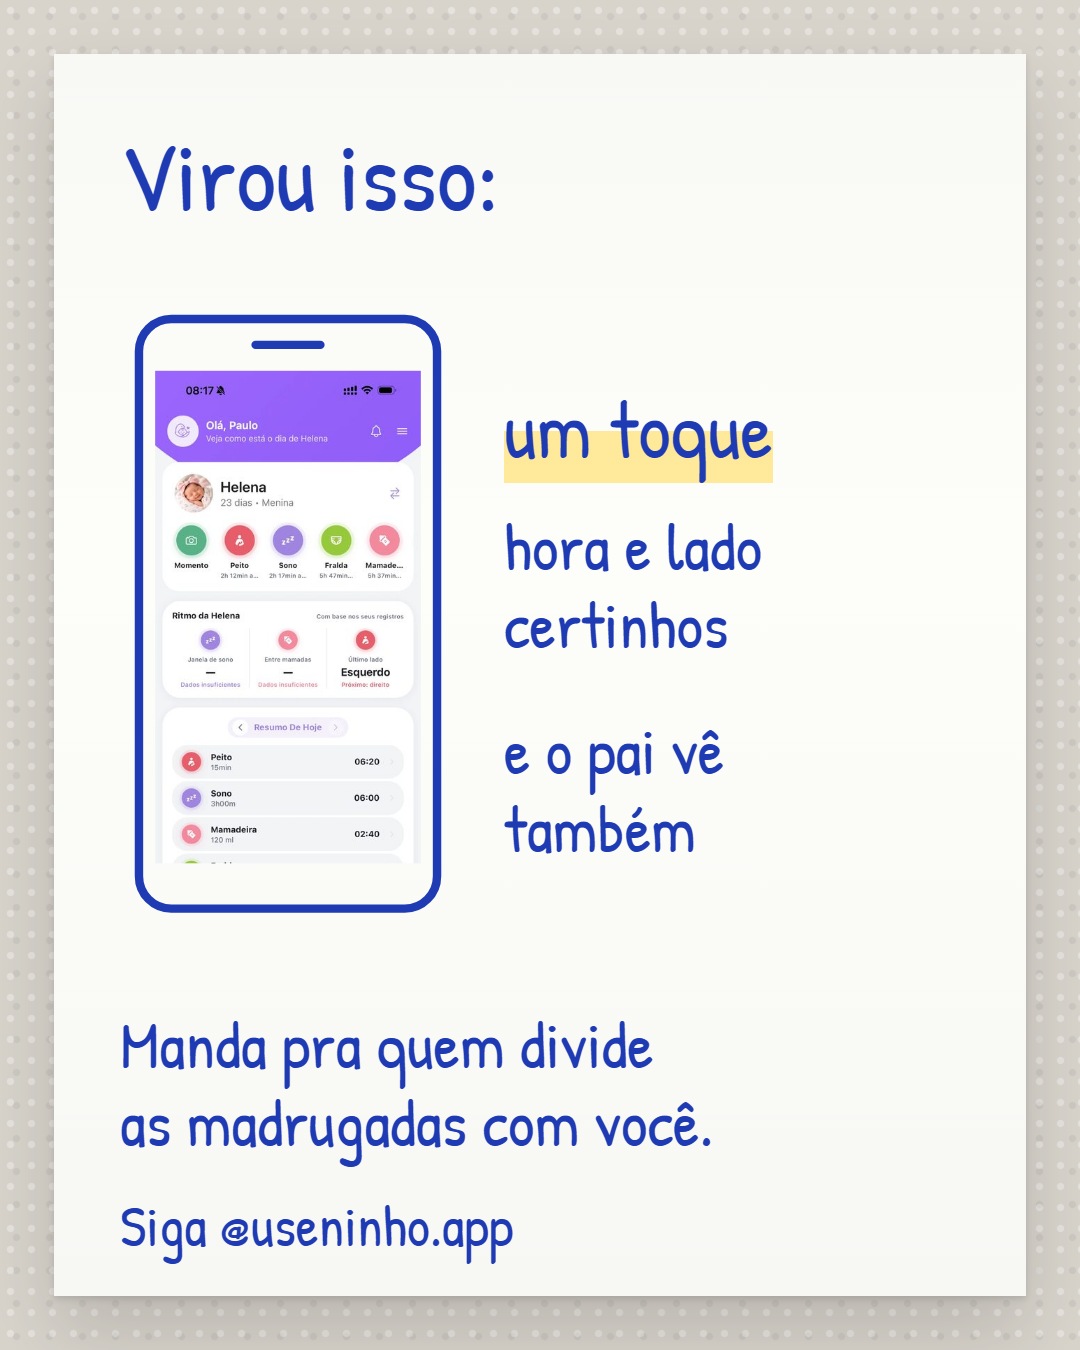 Virou isso:
08:17
Olá, Paulo
Veja como está o dia de Helena
Helena
23 dias • Menina
Momento Peito Sono Fralda Mamade...
2h 12min a... 2h 17min a... 5h 47min... 5h 37min...
Ritmo da Helena Com base nos seus registros
Janela de sono Entre mamadas Último lado
— — Esquerdo
Dados insuficientes Dados insuficientes Próximo: direito
Resumo De Hoje
Peito 06:20
15min
Sono 06:00
3h00m
Mamadeira 02:40
120 ml
um toque
hora e lado
certinhos
e o pai vê
também
Manda pra quem divide
as madrugadas com você.
Siga @useninho.app